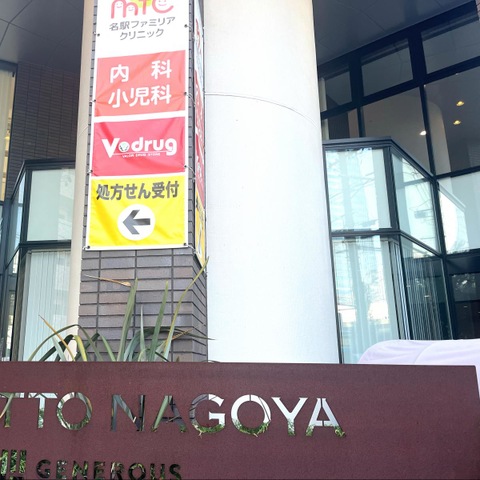 mfc
名駅ファミリア
クリニック
内科
小児科
V・drug
処方せん受付
TTO NAGOYA
GENEROUS